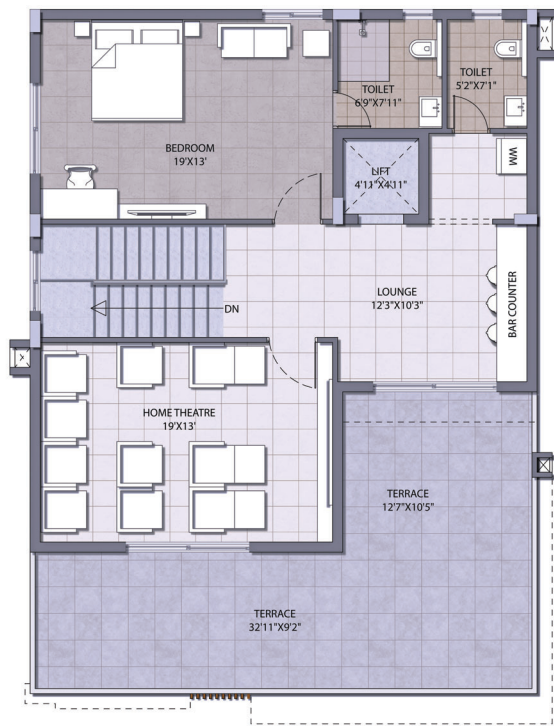 TOILET
6'9"X7'11"
TOILET
5'2"X7'1"
BEDROOM
19'X13'
LIFT
4'11"X4'11"
WM
LOUNGE
12'3"X10'3"
BAR COUNTER
DN
HOME THEATRE
19'X13'
TERRACE
12'7"X10'5"
TERRACE
32'11"X9'2"